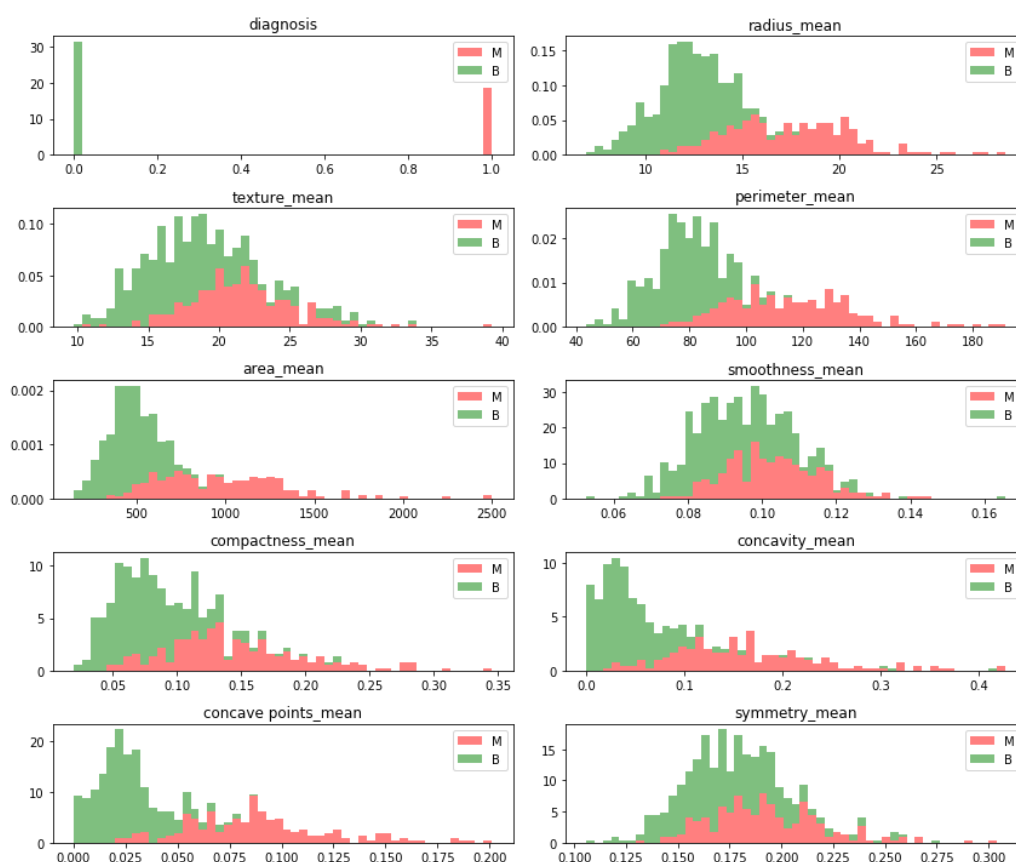 diagnosis
30
20
10
0
M
B
0.0 0.2 0.4 0.6 0.8 1.0
radius_mean
0.15
0.10
0.05
0.00
M
B
10 15 20 25
texture_mean
0.10
0.05
0.00
M
B
10 15 20 25 30 35 40
perimeter_mean
0.02
0.01
0.00
M
B
40 60 80 100 120 140 160 180
area_mean
0.002
0.001
0.000
M
B
500 1000 1500 2000 2500
smoothness_mean
30
20
10
0
M
B
0.06 0.08 0.10 0.12 0.14 0.16
compactness_mean
10
5
0
M
B
0.05 0.10 0.15 0.20 0.25 0.30 0.35
concavity_mean
10
5
0
M
B
0.0 0.1 0.2 0.3 0.4
concave points_mean
20
10
0
M
B
0.000 0.025 0.050 0.075 0.100 0.125 0.150 0.175 0.200
symmetry_mean
15
10
5
0
M
B
0.100 0.125 0.150 0.175 0.200 0.225 0.250 0.275 0.300